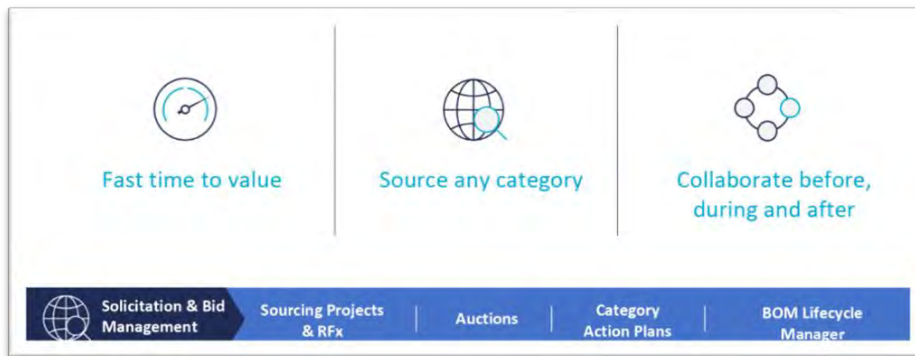 Fast time to value
Source any category
Collaborate before,
during and after
Solicitation & Bid
Management
Sourcing Projects
& RFx
Auctions
Category
Action Plans
BOM Lifecycle
Manager